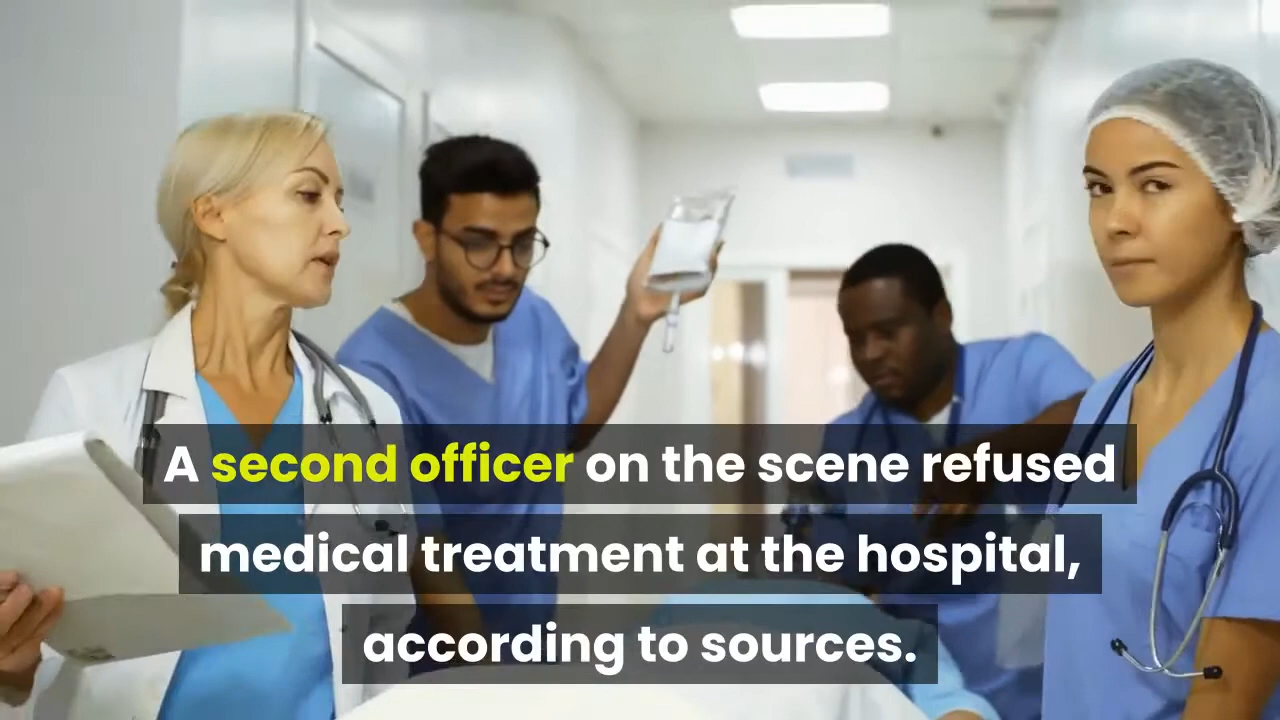 A second officer on the scene refused
medical treatment at the hospital,
according to sources.